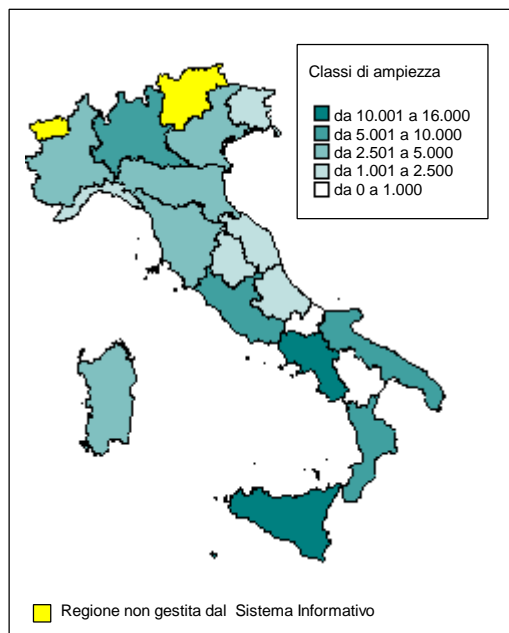 Classi di ampiezza
da 10.001 a 16.000
da 5.001 a 10.000
da 2.501 a 5.000
da 1.001 a 2.500
da 0 a 1.000
Regione non gestita dal Sistema Informativo